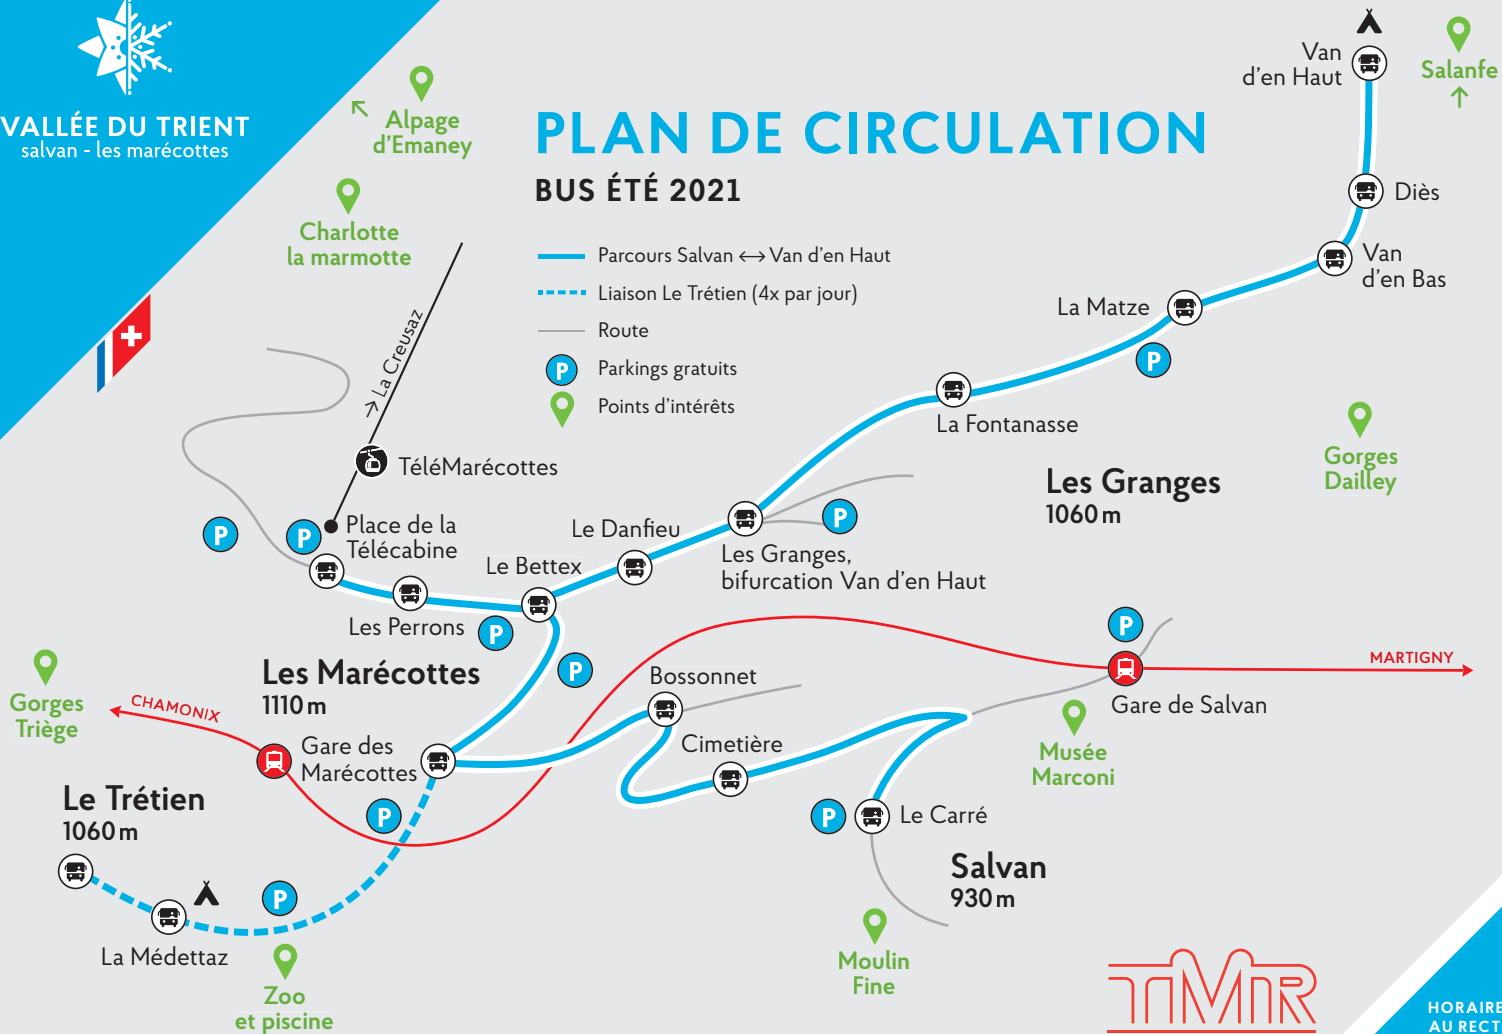 VALLÉE DU TRIENT
salvan - les marécottes
PLAN DE CIRCULATION
BUS ÉTÉ 2021
Parcours Salvan ↔ Van d'en Haut
Liaison Le Trétien (4x par jour)
Route
P
Parkings gratuits
Points d'intérêts
Alpage
d'Emaney
Charlotte
la marmotte
→ La Creusaz
TéléMarécottes
Van
d'en Haut
Salanfe
Diès
Van
d'en Bas
La Matze
P
La Fontanasse
Gorges
Dailley
Les Granges
1060 m
P
P
Place de la
Télécabine
Le Danfieu
P
Les Granges,
bifurcation Van d'en Haut
Le Bettex
Les Perrons
P
P
Les Marécottes
1110 m
Gorges
Triège
CHAMONIX
Gare des
Marécottes
Bossonnet
Cimetière
P
MARTIGNY
Gare de Salvan
Musée
Marconi
Le Trétien
1060 m
P
P
Le Carré
Salvan
930 m
P
La Médettaz
Zoo
et piscine
Moulin
Fine
TMR
HORAIRE
AU RECT